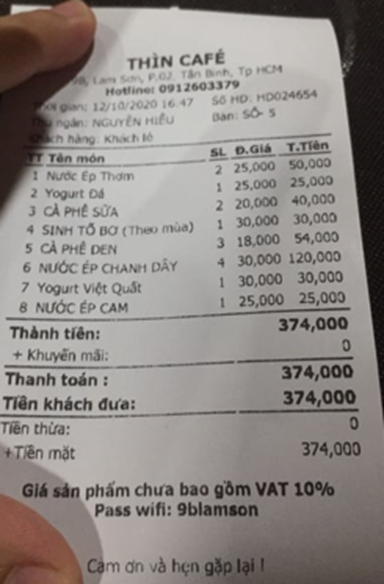 THÌN CAFÉ
9B, Lam Sơn, P.02, Tân Bình, Tp HCM
Hotline: 0912603379
gian: 12/10/2020 16:47 Số HĐ: HD024654
ngân: NGUYỄN HIẾU Bàn: SỐ- 5
Khách hàng: Khách lẻ
TT Tên món SL Đ.Giá T.Tiền
1 Nước Ép Thơm 2 25,000 50,000
2 Yogurt Đá 1 25,000 25,000
3 CÀ PHÊ SỮA 2 20,000 40,000
4 SINH TỐ BƠ (Theo mùa) 1 30,000 30,000
5 CÀ PHÊ ĐEN 3 18,000 54,000
6 NƯỚC ÉP CHANH DÂY 4 30,000 120,000
7 Yogurt Việt Quất 1 30,000 30,000
8 NƯỚC ÉP CAM 1 25,000 25,000
Thành tiền: 374,000
+ Khuyến mãi: 0
Thanh toán : 374,000
Tiền khách đưa: 374,000
Tiền thừa: 0
+Tiền mặt 374,000
Giá sản phẩm chưa bao gồm VAT 10%
Pass wifi: 9blamson
Cảm ơn và hẹn gặp lại !